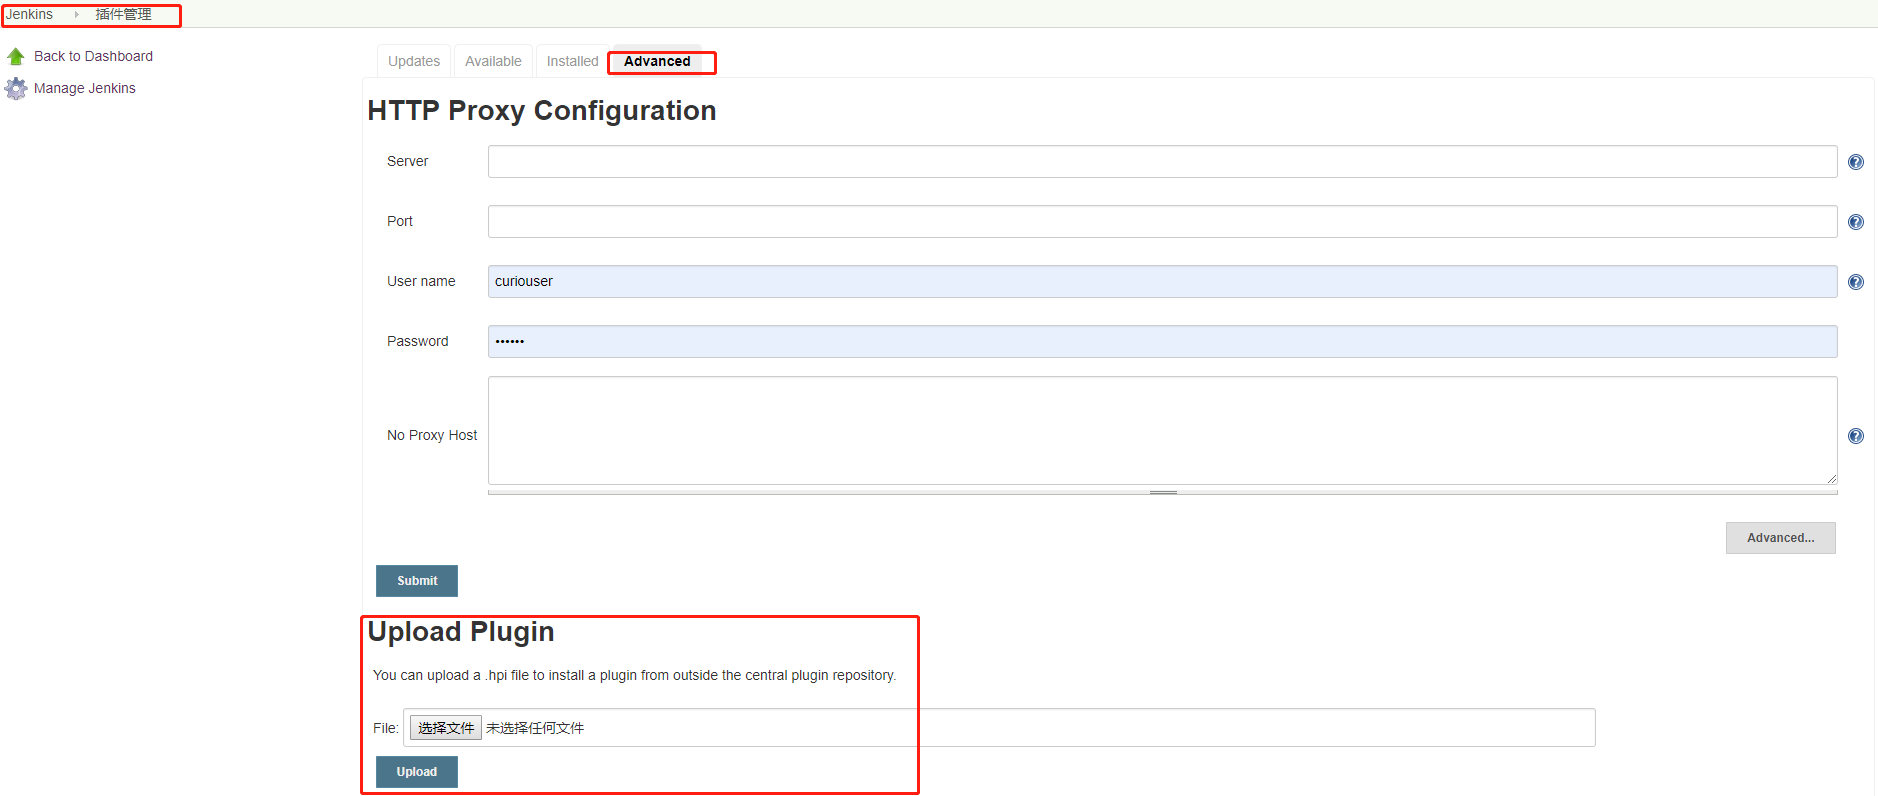 Jenkins 插件管理
Back to Dashboard
Manage Jenkins
Updates Available Installed Advanced
HTTP Proxy Configuration
Server
Port
User name curiouser
Password ••••••
No Proxy Host
Advanced...
Submit
Upload Plugin
You can upload a .hpi file to install a plugin from outside the central plugin repository.
File: 选择文件 未选择任何文件
Upload